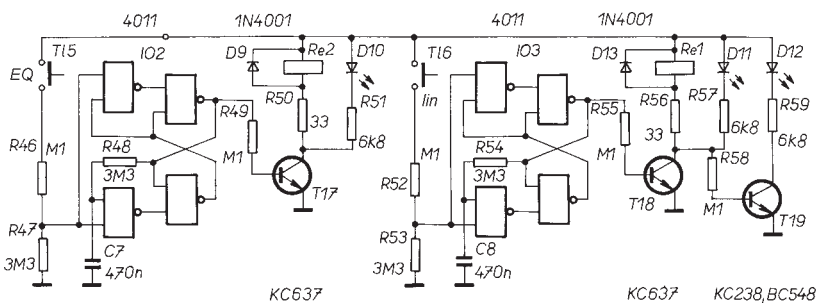 4011 1N4001 4011 1N4001
Tl5 IO2 D9 Re2 D10 Tl6 IO3 D13 Re1 D11 D12
EQ R50 R51 lin R56 R57 R59
R49 R55
R46 M1 R48 33 6k8 M1 R54 33 6k8 6k8
M1 M1 R58
3M3 R52 3M3
T17 T18 M1 T19
R47 C7 R53 C8
3M3 470n 3M3 470n
KC637 KC637 KC238,BC548